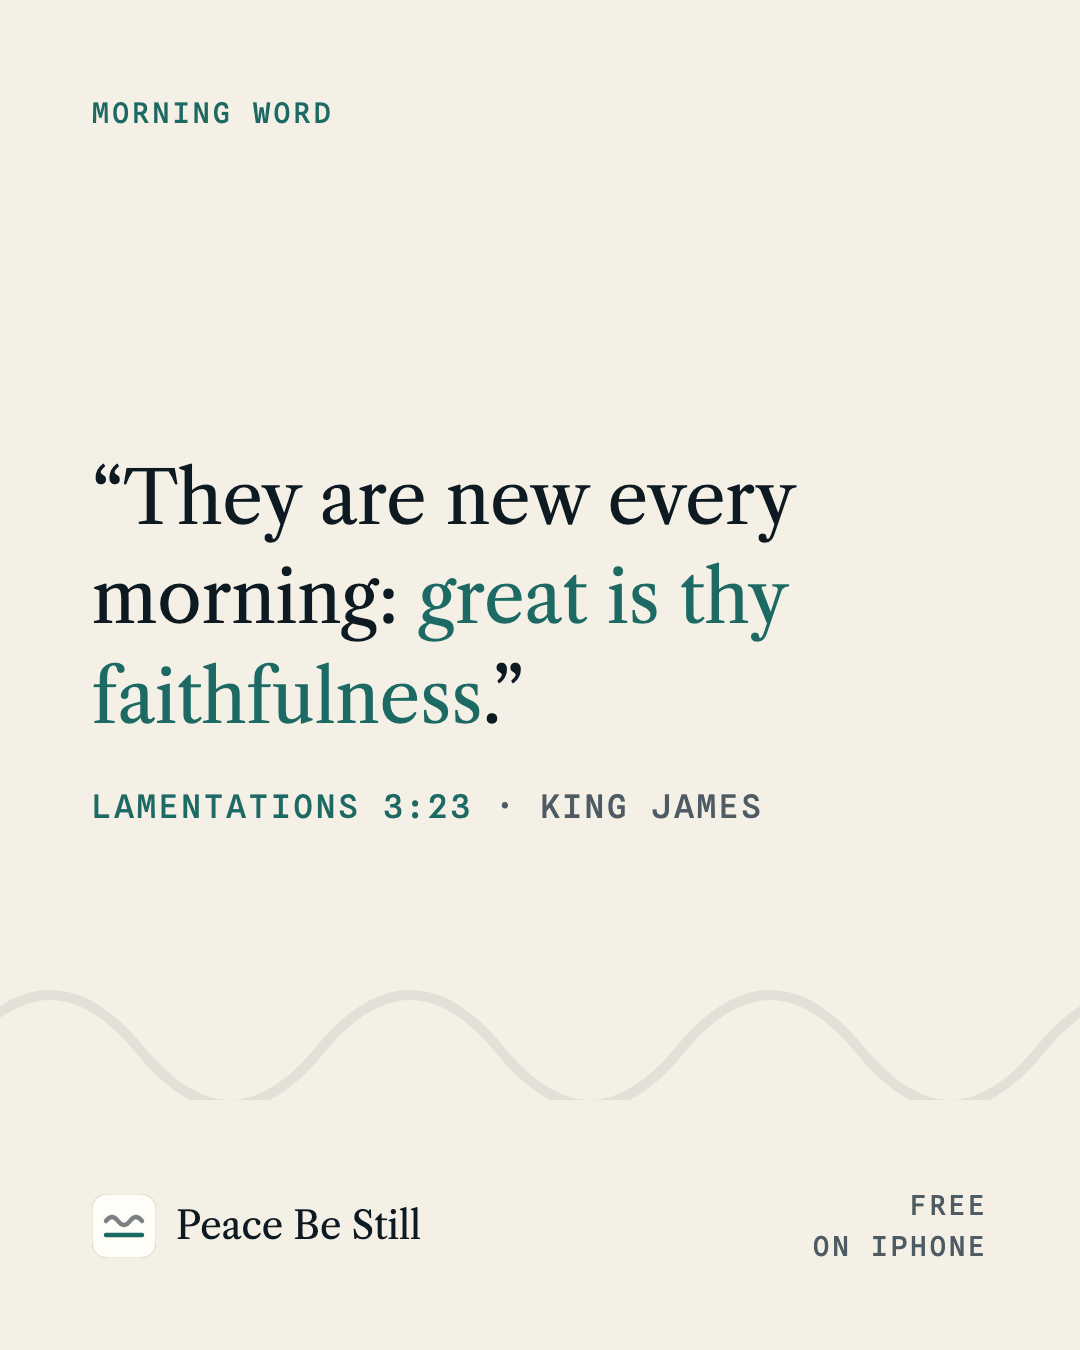 MORNING WORD
“They are new every
morning: great is thy
faithfulness.”
LAMENTATIONS 3:23 · KING JAMES
Peace Be Still
FREE
ON IPHONE